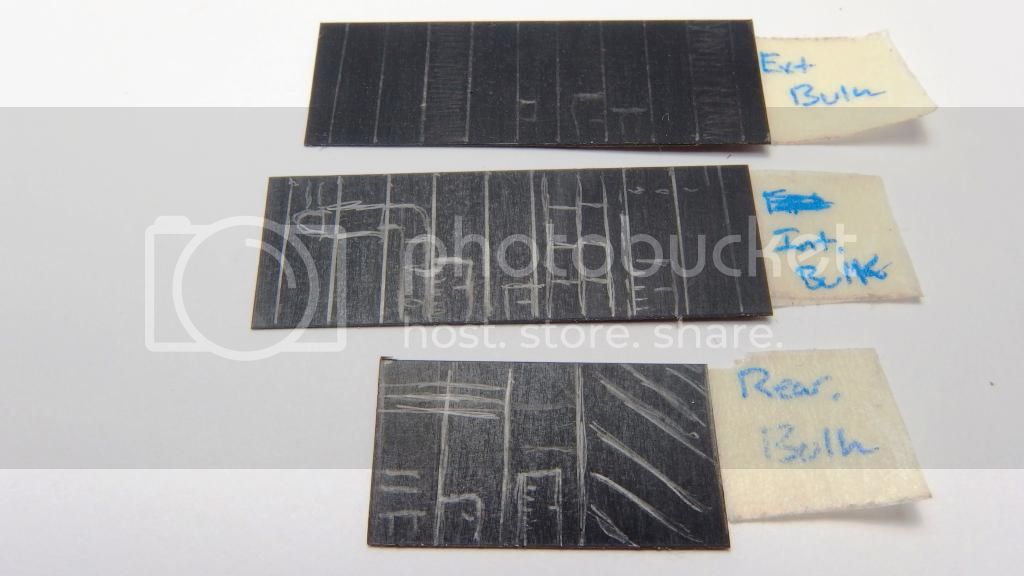 Ext
Bulk
Int.
Bulk
Rear.
Bulk
photobucket
host. store. share.